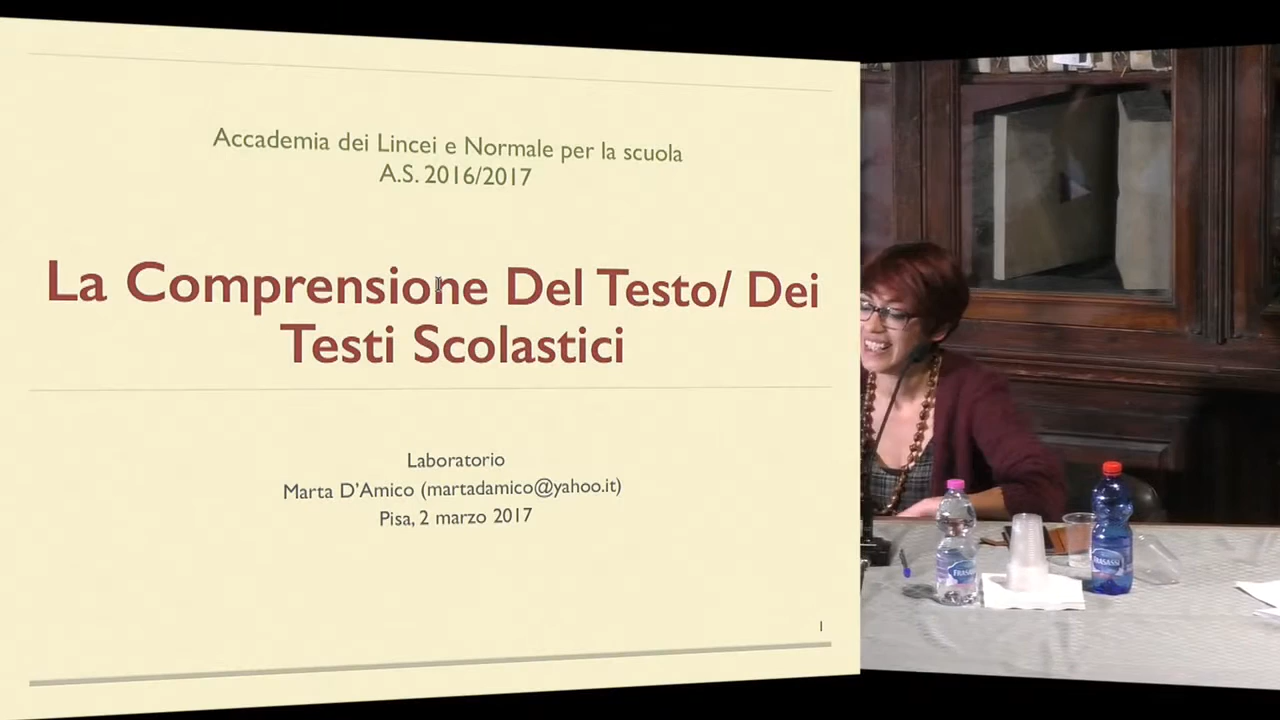 Accademia dei Lincei e Normale per la scuola
A.S. 2016/2017
La Comprensione Del Testo/ Dei
Testi Scolastici
Laboratorio
Marta D'Amico (martadamico@yahoo.it)
Pisa, 2 marzo 2017
1
FRASASSI